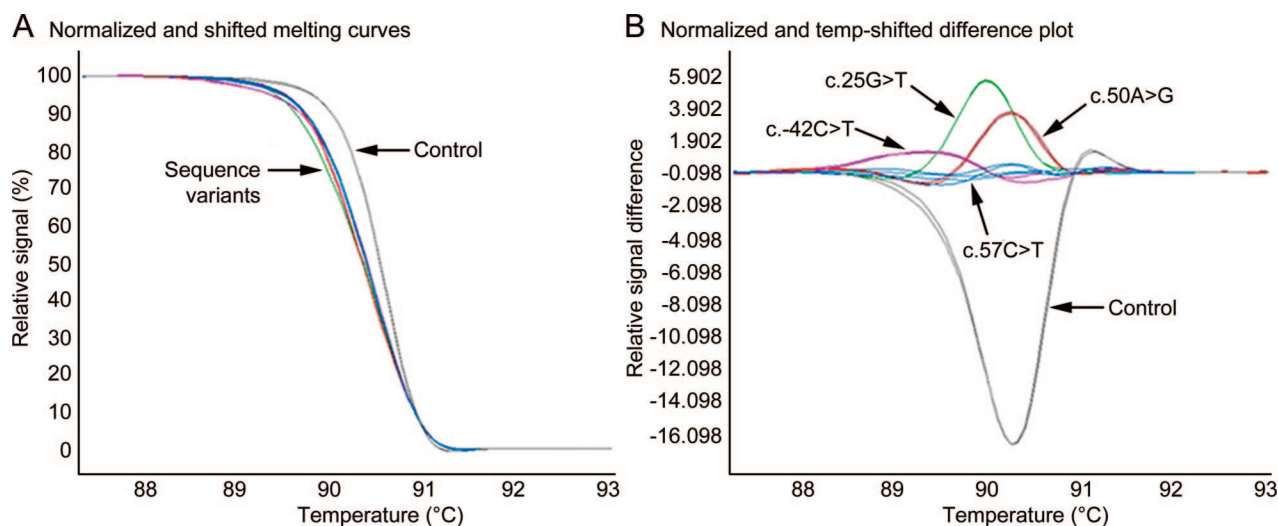 A Normalized and shifted melting curves
100
90
80
70
60
50
40
30
20
10
0
Relative signal (%)
Control
Sequence
variants
88 89 90 91 92 93
Temperature (°C)
B Normalized and temp-shifted difference plot
5.902
3.902
1.902
-0.098
-2.098
-4.098
-6.098
-8.098
-10.098
-12.098
-14.098
-16.098
Relative signal difference
c.25G>T
c.50A>G
c.-42C>T
c.57C>T
Control
88 89 90 91 92 93
Temperature (°C)